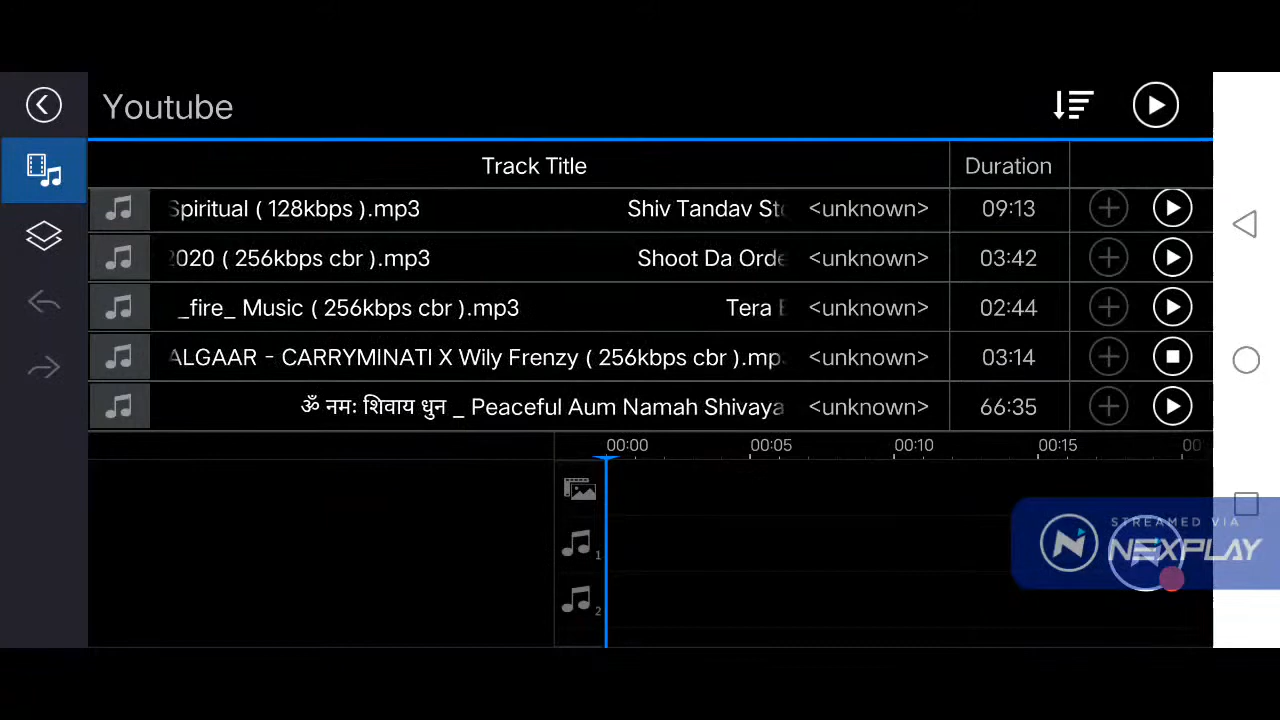 Youtube
Track Title Duration
Spiritual ( 128kbps ).mp3 Shiv Tandav <unknown> 09:13
2020 ( 256kbps cbr ).mp3 Shoot Da <unknown> 03:42
_fire_ Music ( 256kbps cbr ).mp3 Tera <unknown> 02:44
ALGAAR - CARRYMINATI X Wily Frenzy ( 256kbps cbr ).mp <unknown> 03:14
ॐ नमः शिवाय धुन _ Peaceful Aum Namah Shivaya <unknown> 66:35
00:00 00:05 00:10 00:15 00
1
2
STREAMED VIA
NEXPLAY